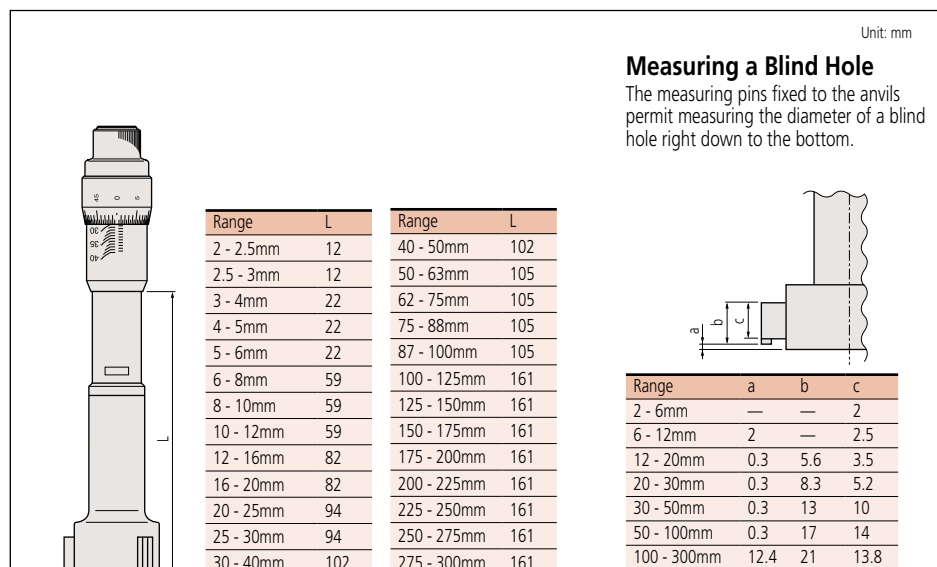 Unit: mm
Measuring a Blind Hole
The measuring pins fixed to the anvils
permit measuring the diameter of a blind
hole right down to the bottom.
45 0 5
30
35
40
L
Range L
2 - 2.5mm 12
2.5 - 3mm 12
3 - 4mm 22
4 - 5mm 22
5 - 6mm 22
6 - 8mm 59
8 - 10mm 59
10 - 12mm 59
12 - 16mm 82
16 - 20mm 82
20 - 25mm 94
25 - 30mm 94
30 - 40mm 102
Range L
40 - 50mm 102
50 - 63mm 105
62 - 75mm 105
75 - 88mm 105
87 - 100mm 105
100 - 125mm 161
125 - 150mm 161
150 - 175mm 161
175 - 200mm 161
200 - 225mm 161
225 - 250mm 161
250 - 275mm 161
275 - 300mm 161
a b c
Range a b c
2 - 6mm — — 2
6 - 12mm 2 — 2.5
12 - 20mm 0.3 5.6 3.5
20 - 30mm 0.3 8.3 5.2
30 - 50mm 0.3 13 10
50 - 100mm 0.3 17 14
100 - 300mm 12.4 21 13.8